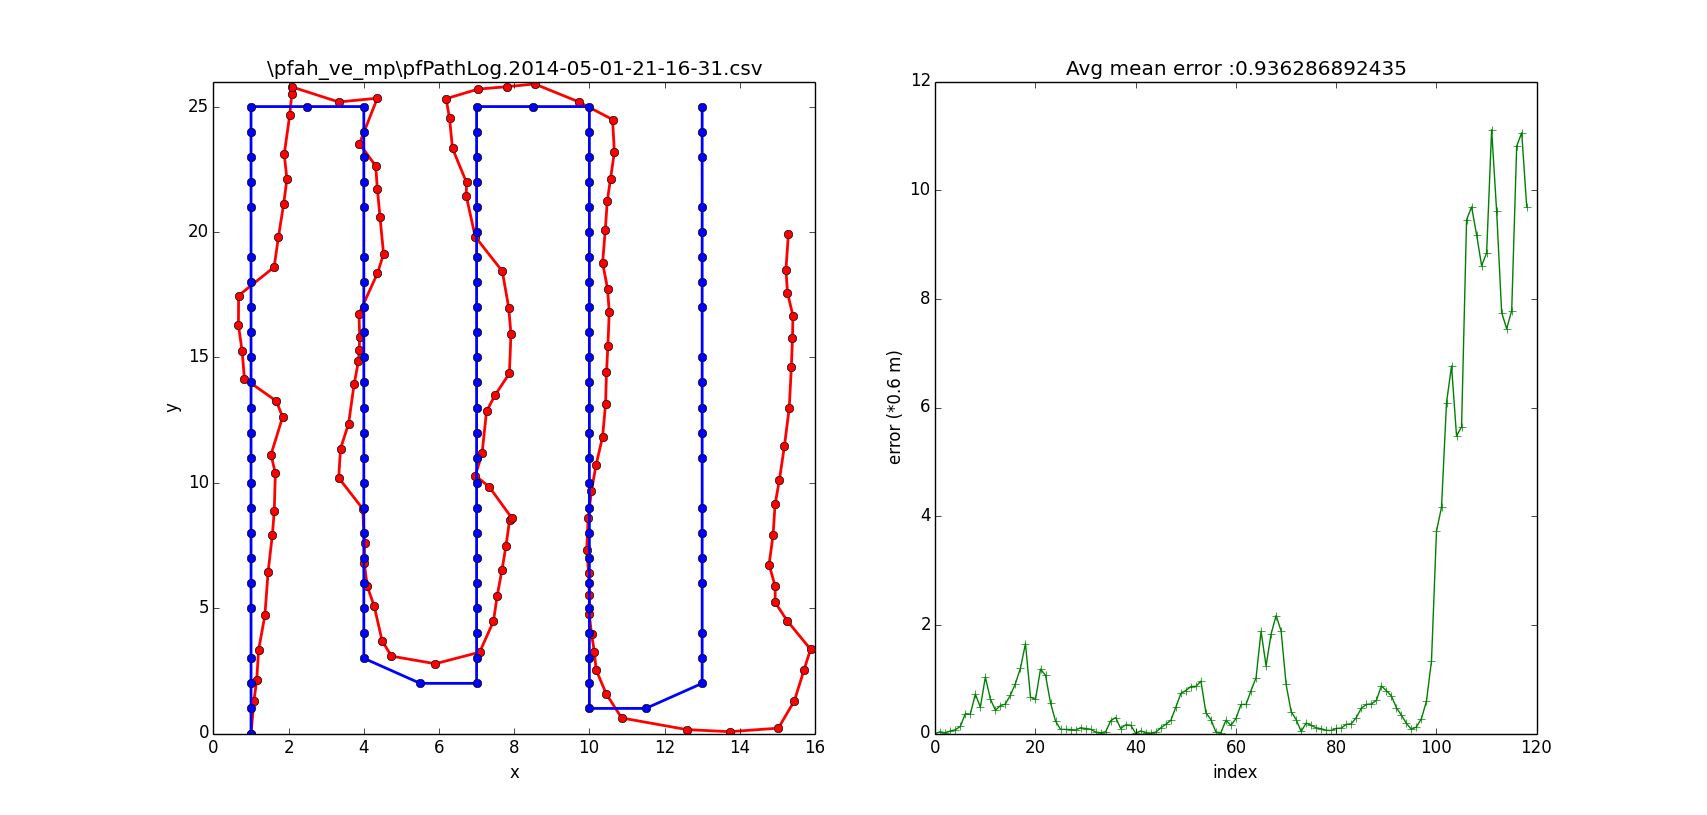 \pfah_ve_mp\pfPathLog.2014-05-01-21-16-31.csv
25
20
15
10
5
0
y
0 2 4 6 8 10 12 14 16
x
Avg mean error :0.936286892435
12
10
8
6
4
2
0
error (*0.6 m)
0 20 40 60 80 100 120
index